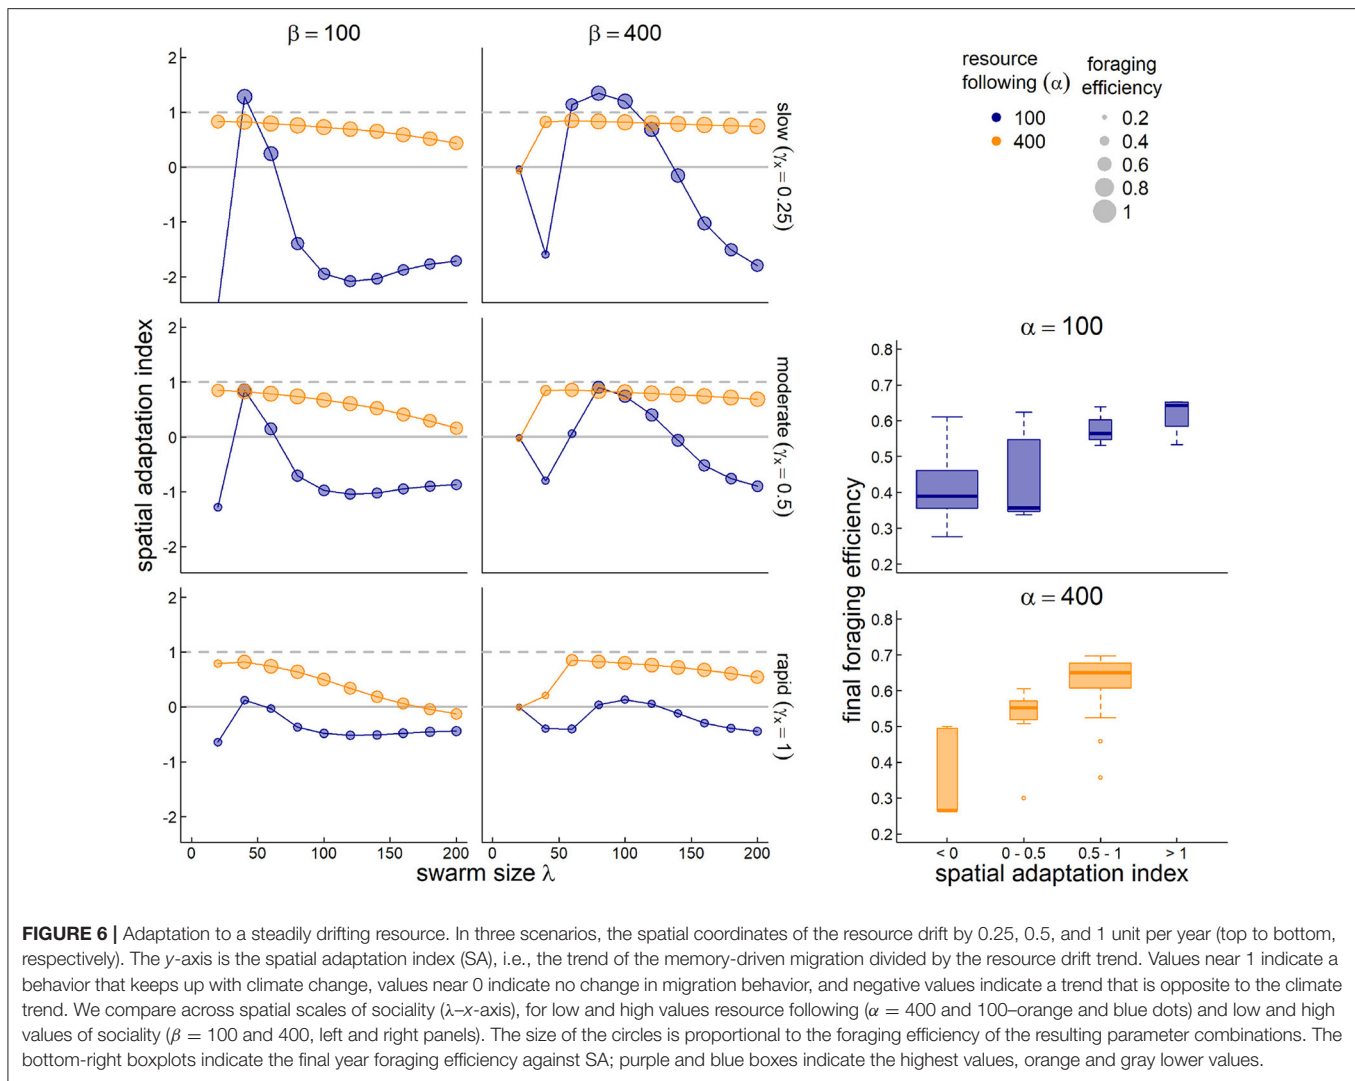 β = 100
β = 400
2
1
0
-1
-2
slow (γx = 0.25)
2
1
0
-1
-2
moderate (γx = 0.5)
2
1
0
-1
-2
rapid (γx = 1)
spatial adaptation index
0
50
100
150
200
0
50
100
150
200
swarm size λ
resource
following (α)
100
400
foraging
efficiency
0.2
0.4
0.6
0.8
1
α = 100
0.8
0.7
0.6
0.5
0.4
0.3
0.2
α = 400
0.8
0.7
0.6
0.5
0.4
0.3
0.2
final foraging efficiency
< 0
0 - 0.5
0.5 - 1
> 1
spatial adaptation index
FIGURE 6 | Adaptation to a steadily drifting resource. In three scenarios, the spatial coordinates of the resource drift by 0.25, 0.5, and 1 unit per year (top to bottom,
respectively). The y-axis is the spatial adaptation index (SA), i.e., the trend of the memory-driven migration divided by the resource drift trend. Values near 1 indicate a
behavior that keeps up with climate change, values near 0 indicate no change in migration behavior, and negative values indicate a trend that is opposite to the climate
trend. We compare across spatial scales of sociality (λ–x-axis), for low and high values resource following (α = 400 and 100–orange and blue dots) and low and high
values of sociality (β = 100 and 400, left and right panels). The size of the circles is proportional to the foraging efficiency of the resulting parameter combinations. The
bottom-right boxplots indicate the final year foraging efficiency against SA; purple and blue boxes indicate the highest values, orange and gray lower values.